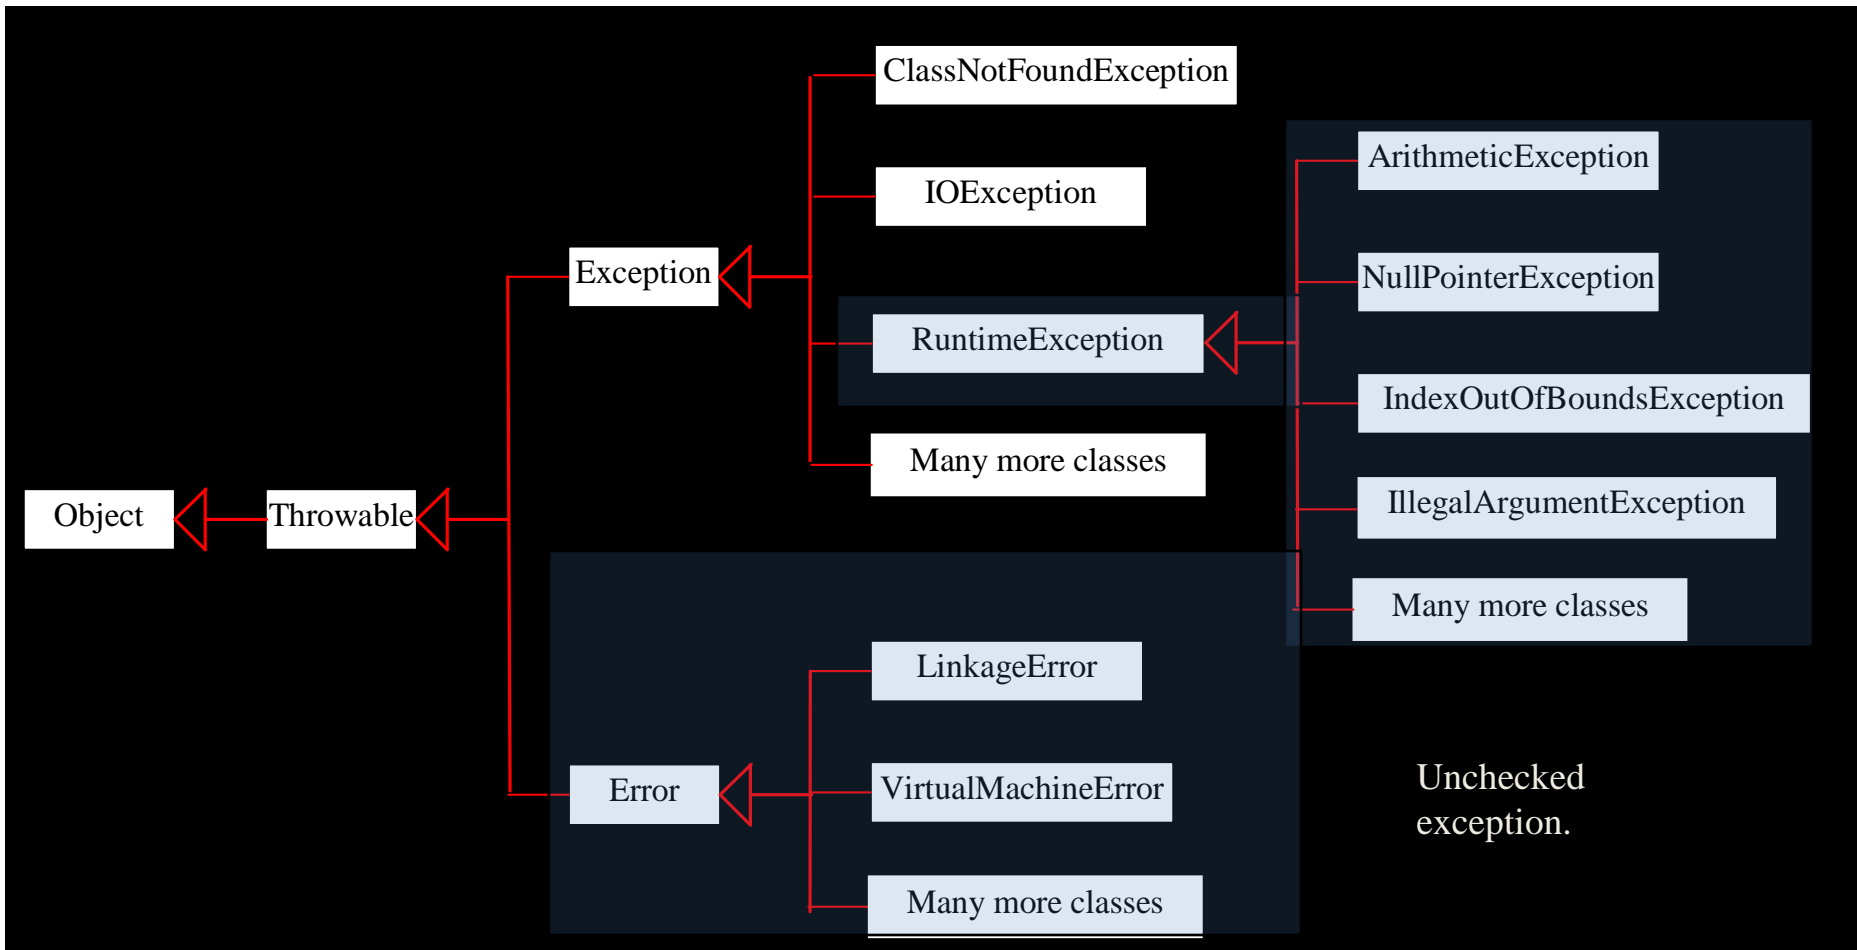 ClassNotFoundException
ArithmeticException
IOException
NullPointerException
Exception
RuntimeException
IndexOutOfBoundsException
Many more classes
Object
Throwable
IllegalArgumentException
Many more classes
LinkageError
Error
VirtualMachineError
Unchecked
exception.
Many more classes